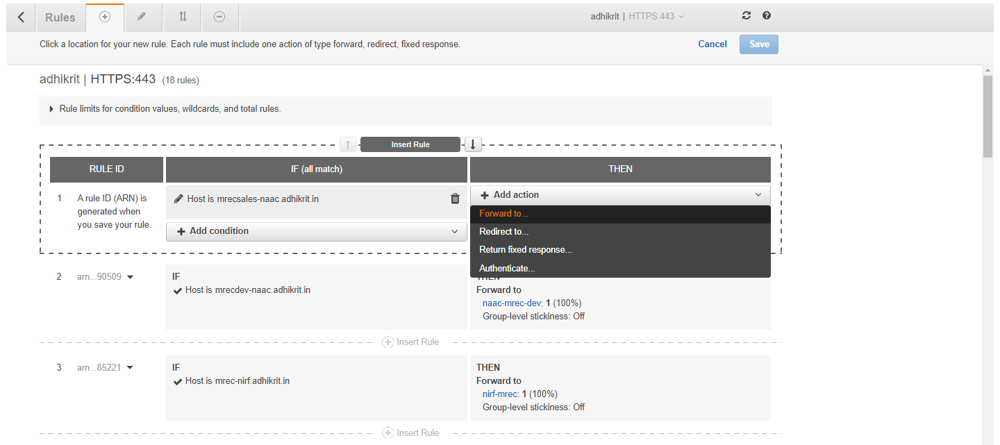 Rules
adhikrit | HTTPS:443
Click a location for your new rule. Each rule must include one action of type forward, redirect, fixed response.
Cancel
Save
adhikrit | HTTPS:443 (18 rules)
Rule limits for condition values, wildcards, and total rules.
Insert Rule
RULE ID
IF (all match)
THEN
1
A rule ID (ARN) is
generated when
you save your rule.
Host is mrecsales-naac.adhikrit.in
Add condition
Add action
Forward to...
Redirect to...
Return fixed response...
Authenticate...
2
arn...90509
IF
Host is mrecdev-naac.adhikrit.in
THEN
Forward to
naac-mrec-dev: 1 (100%)
Group-level stickiness: Off
Insert Rule
3
arn...85221
IF
Host is mrec-nirf.adhikrit.in
THEN
Forward to
nirf-mrec: 1 (100%)
Group-level stickiness: Off
Insert Rule